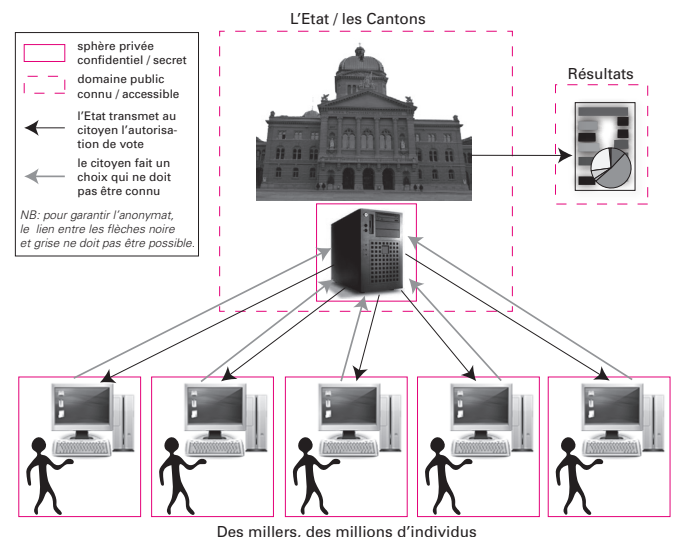 L'Etat / les Cantons
sphère privée
confidentiel / secret
domaine public
connu / accessible
l'Etat transmet au
citoyen l'autorisa-
tion de vote
le citoyen fait un
choix qui ne doit
pas être connu
NB: pour garantir l'anonymat,
le lien entre les flèches noire
et grise ne doit pas être possible.
Résultats
Des millers, des millions d'individus